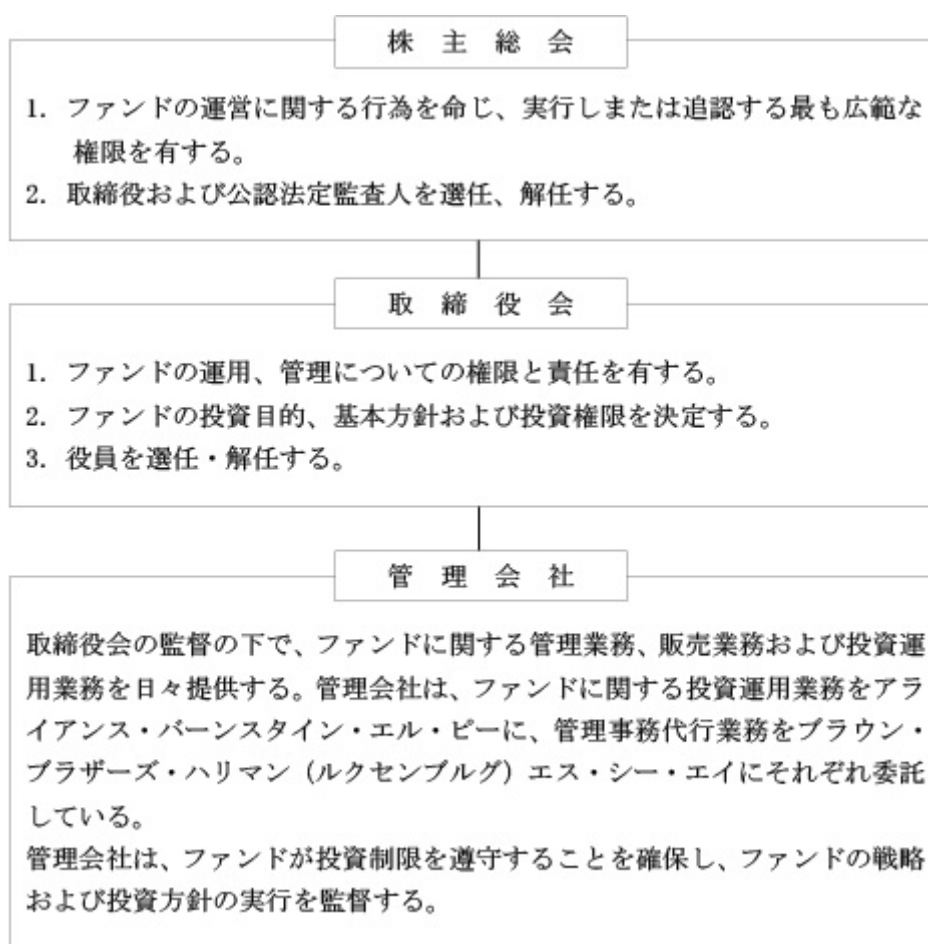 株主総会
1. ファンドの運営に関する行為を命じ、実行しまたは追認する最も広範な
権限を有する。
2. 取締役および公認法定監査人を選任、解任する。
取締役会
1. ファンドの運用、管理についての権限と責任を有する。
2. ファンドの投資目的、基本方針および投資権限を決定する。
3. 役員を選任・解任する。
管理会社
取締役会の監督の下で、ファンドに関する管理業務、販売業務および投資運
用業務を日々提供する。管理会社は、ファンドに関する投資運用業務をアラ
イアンス・バーンスタイン・エル・ピーに、管理事務代行業務をブラウン・
ブラザーズ・ハリマン（ルクセンブルグ）エス・シー・エイにそれぞれ委託
している。
管理会社は、ファンドが投資制限を遵守することを確保し、ファンドの戦略
および投資方針の実行を監督する。